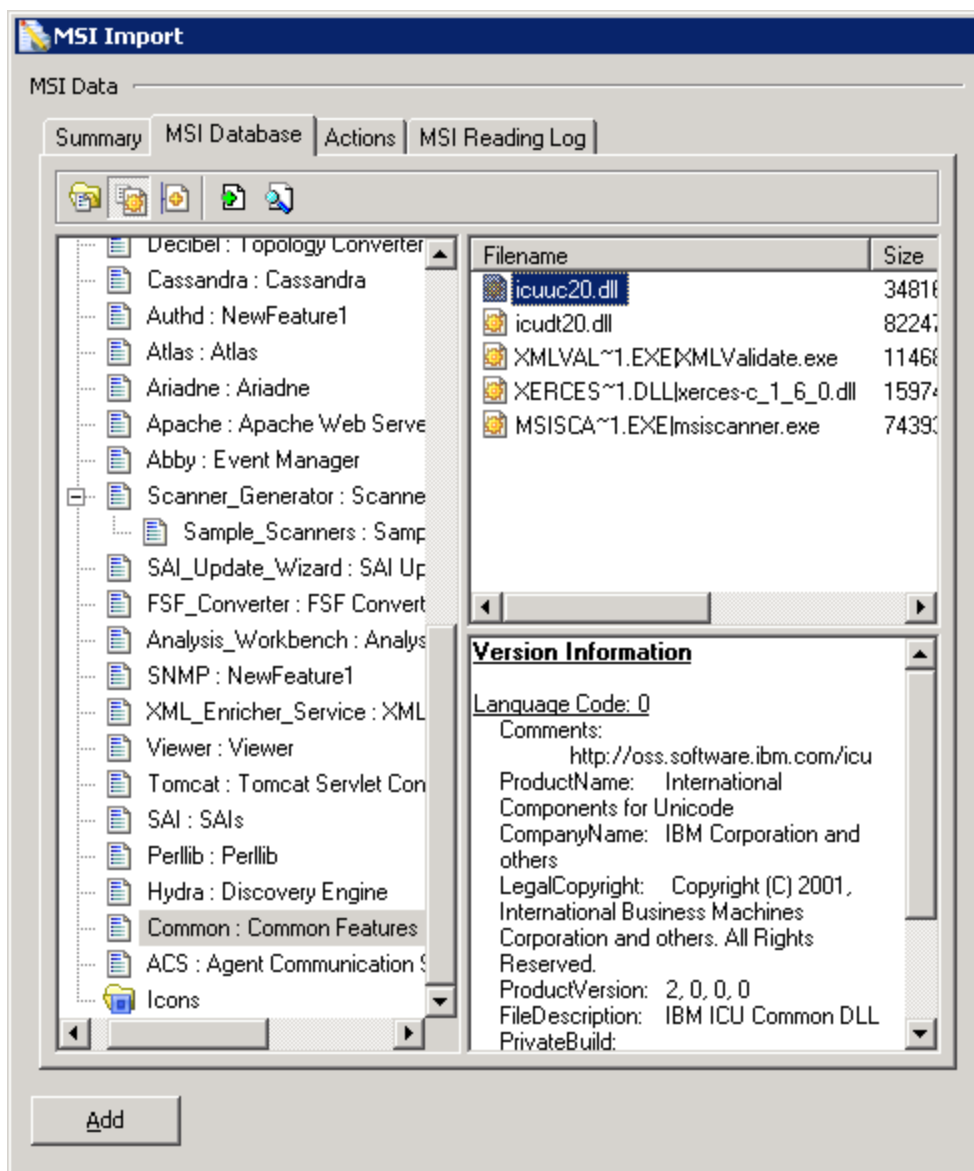 MSI Import
MSI Data
Summary
MSI Database
Actions
MSI Reading Log
Decibel : Topology Converter
Cassandra : Cassandra
Authd : NewFeature1
Atlas : Atlas
Ariadne : Ariadne
Apache : Apache Web Serve
Abby : Event Manager
Scanner_Generator : Scanne
Sample_Scanners : Samp
SAI_Update_Wizard : SAI Up
FSF_Converter : FSF Convert
Analysis_Workbench : Analys
SNMP : NewFeature1
XML_Enricher_Service : XML
Viewer : Viewer
Tomcat : Tomcat Servlet Con
SAI : SAIs
Perllib : Perllib
Hydra : Discovery Engine
Common : Common Features
ACS : Agent Communication S
Icons
Filename Size
icuuc20.dll 34816
icudt20.dll 82247
XMLVAL~1.EXE|XMLValidate.exe 11468
XERCES~1.DLL|xerces-c_1_6_0.dll 15974
MSISCA~1.EXE|msiscanner.exe 74393
Version Information
Language Code: 0
Comments:
http://oss.software.ibm.com/icu
ProductName: International
Components for Unicode
CompanyName: IBM Corporation and
others
LegalCopyright: Copyright (C) 2001,
International Business Machines
Corporation and others. All Rights
Reserved.
ProductVersion: 2, 0, 0, 0
FileDescription: IBM ICU Common DLL
PrivateBuild:
Add